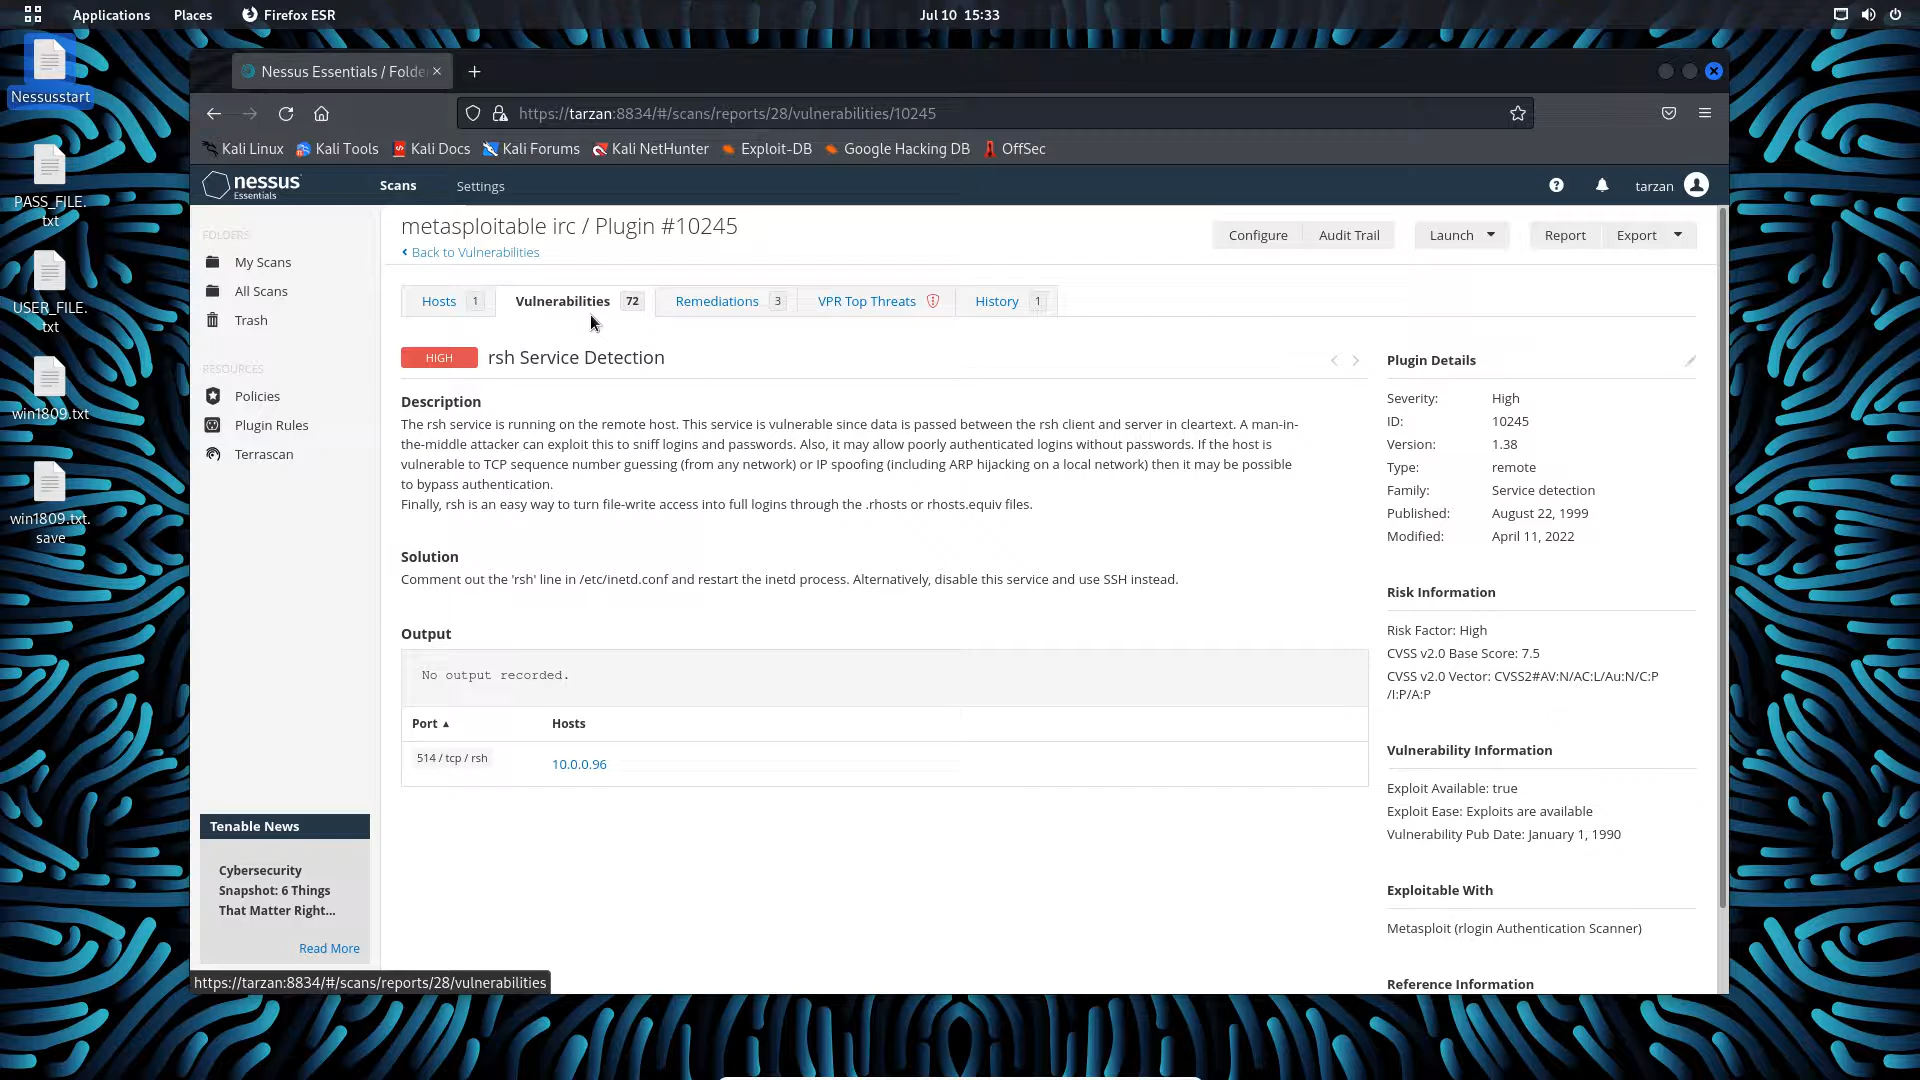 Applications Places Firefox ESR Jul 10 15:33
Nessusstart
PASS_FILE.
txt
USER_FILE.
txt
win1809.txt
win1809.txt.
save
Nessus Essentials / Folde
https://tarzan:8834/#/scans/reports/28/vulnerabilities/10245
Kali Linux Kali Tools Kali Docs Kali Forums Kali NetHunter Exploit-DB Google Hacking DB OffSec
nessus Essentials Scans Settings tarzan
FOLDERS
My Scans
All Scans
Trash
RESOURCES
Policies
Plugin Rules
Terrascan
Tenable News
Cybersecurity
Snapshot: 6 Things
That Matter Right...
Read More
metasploitable irc / Plugin #10245
Back to Vulnerabilities
Configure Audit Trail Launch Report Export
Hosts 1 Vulnerabilities 72 Remediations 3 VPR Top Threats History 1
HIGH rsh Service Detection
Description
The rsh service is running on the remote host. This service is vulnerable since data is passed between the rsh client and server in cleartext. A man-in-
the-middle attacker can exploit this to sniff logins and passwords. Also, it may allow poorly authenticated logins without passwords. If the host is
vulnerable to TCP sequence number guessing (from any network) or IP spoofing (including ARP hijacking on a local network) then it may be possible
to bypass authentication.
Finally, rsh is an easy way to turn file-write access into full logins through the .rhosts or rhosts.equiv files.
Solution
Comment out the 'rsh' line in /etc/inetd.conf and restart the inetd process. Alternatively, disable this service and use SSH instead.
Output
No output recorded.
Port Hosts
514 / tcp / rsh 10.0.0.96
Plugin Details
Severity: High
ID: 10245
Version: 1.38
Type: remote
Family: Service detection
Published: August 22, 1999
Modified: April 11, 2022
Risk Information
Risk Factor: High
CVSS v2.0 Base Score: 7.5
CVSS v2.0 Vector: CVSS2#AV:N/AC:L/Au:N/C:P
/I:P/A:P
Vulnerability Information
Exploit Available: true
Exploit Ease: Exploits are available
Vulnerability Pub Date: January 1, 1990
Exploitable With
Metasploit (rlogin Authentication Scanner)
Reference Information
https://tarzan:8834/#/scans/reports/28/vulnerabilities